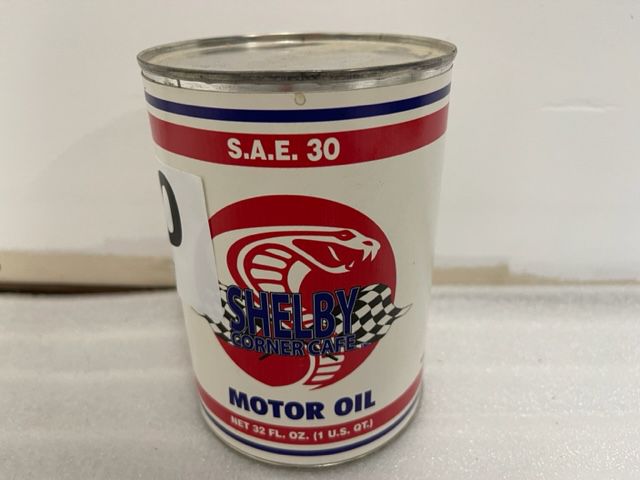 S.A.E. 30
SHELBY
CORNER CAFE
MOTOR OIL
NET 32 FL. OZ. (1 U.S. QT.)